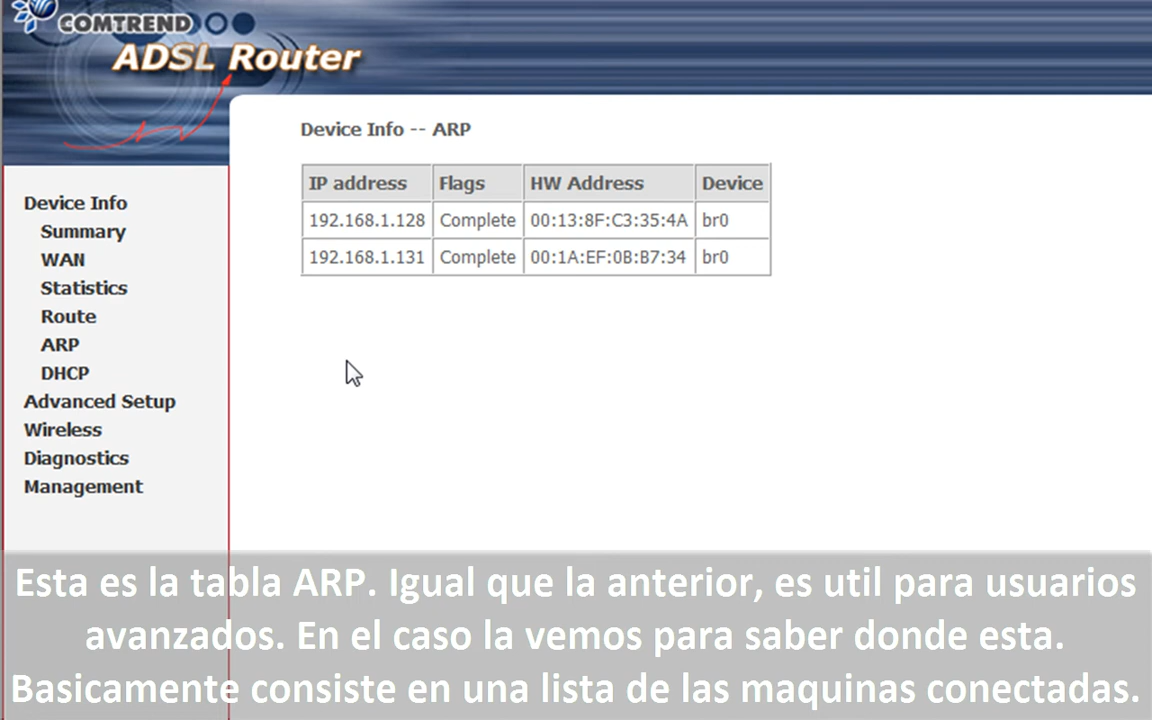 COMTREND
ADSL Router
Device Info -- ARP
IP address Flags HW Address Device
192.168.1.128 Complete 00:13:8F:C3:35:4A br0
192.168.1.131 Complete 00:1A:EF:0B:B7:34 br0
Device Info
Summary
WAN
Statistics
Route
ARP
DHCP
Advanced Setup
Wireless
Diagnostics
Management
Esta es la tabla ARP. Igual que la anterior, es util para usuarios
avanzados. En el caso la vemos para saber donde esta.
Basicamente consiste en una lista de las maquinas conectadas.